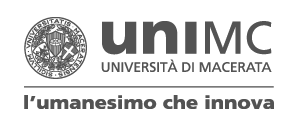 unimc
UNIVERSITÀ DI MACERATA
l'umanesimo che innova